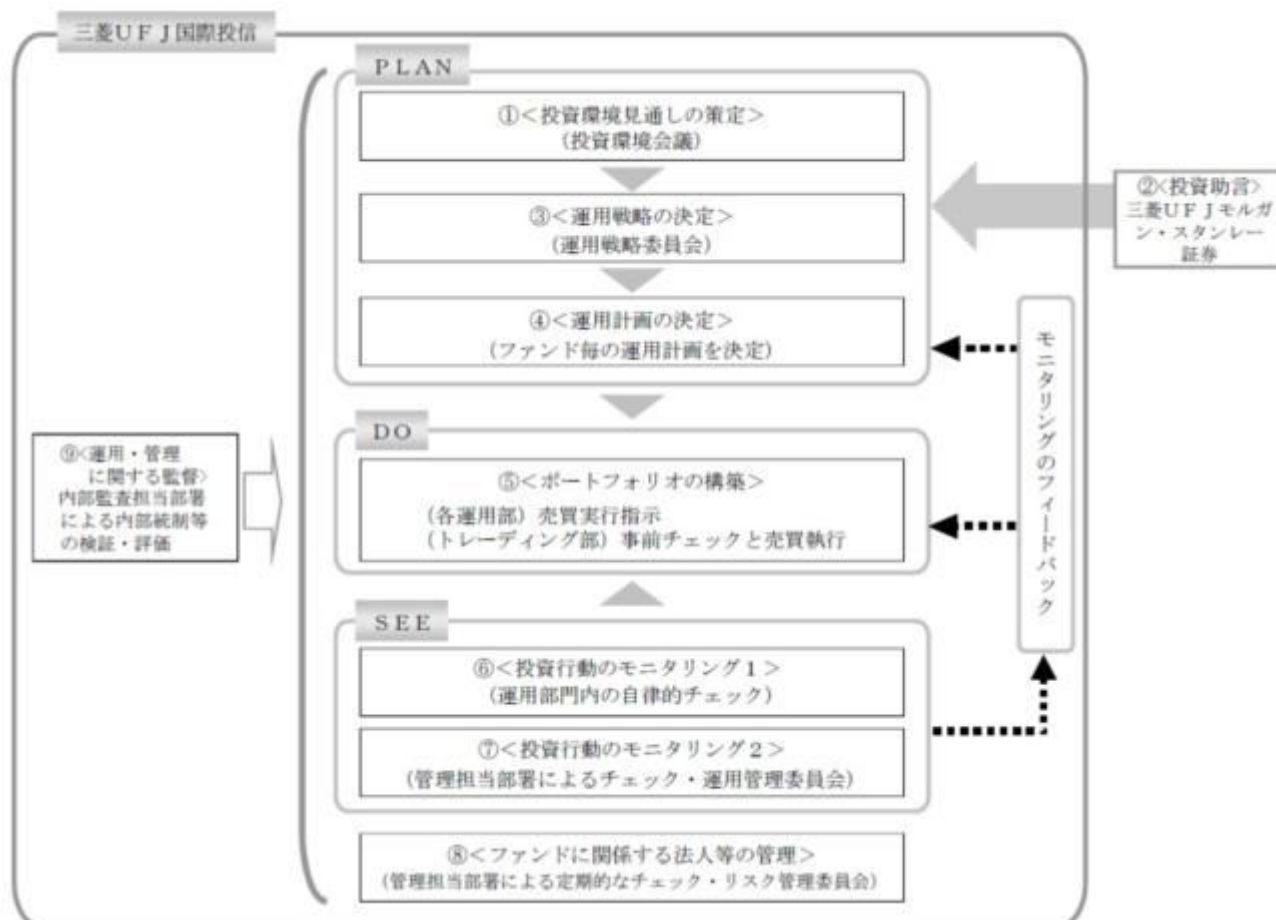 三菱UFJ国際投信
PLAN
①<投資環境見通しの策定>
(投資環境会議)
③<運用戦略の決定>
(運用戦略委員会)
④<運用計画の決定>
(ファンド毎の運用計画を決定)
②<投資助言>
三菱UFJモルガ
ン・スタンレー
証券
モニタリングのフィードバック
DO
⑤<ポートフォリオの構築>
(各運用部) 売買実行指示
(トレーディング部) 事前チェックと売買執行
⑨<運用・管理
に関する監督>
内部監査担当部署
による内部統制等
の検証・評価
SEE
⑥<投資行動のモニタリング1>
(運用部門内の自律的チェック)
⑦<投資行動のモニタリング2>
(管理担当部署によるチェック・運用管理委員会)
⑧<ファンドに関係する法人等の管理>
(管理担当部署による定期的なチェック・リスク管理委員会)